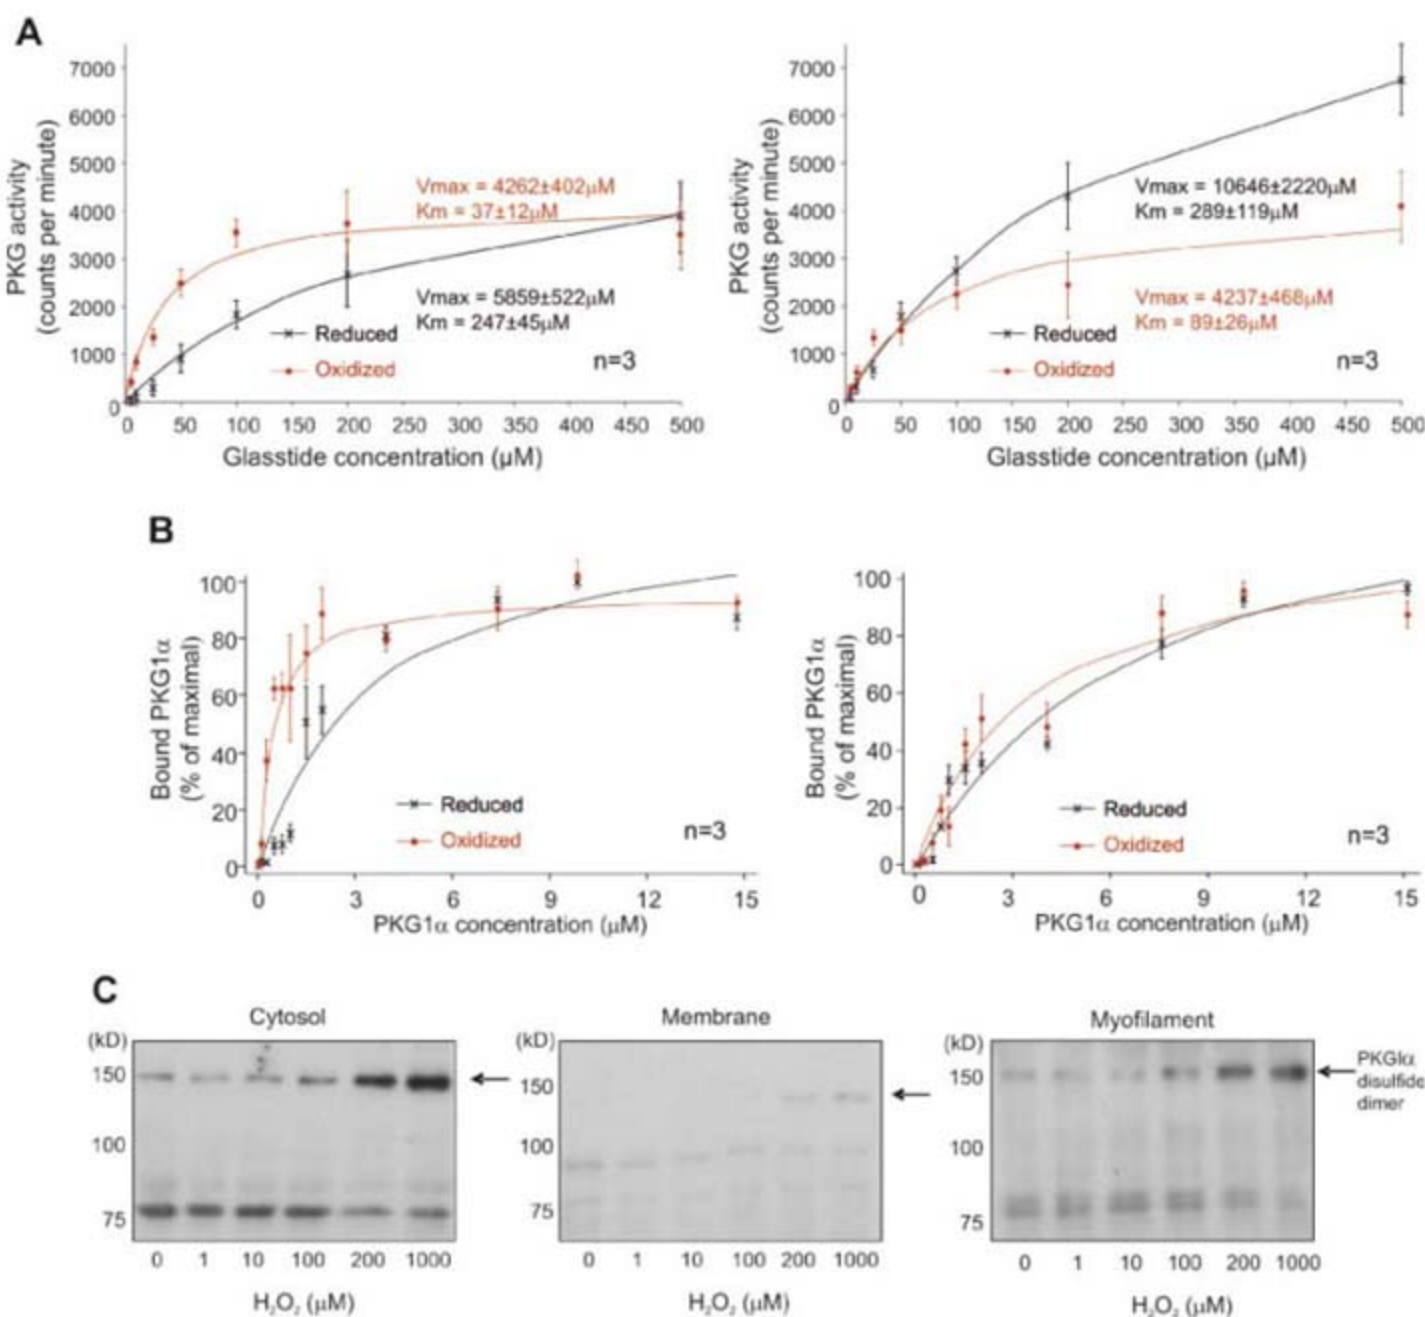 A
7000
6000
5000
4000
3000
2000
1000
0
PKG activity
(counts per minute)
Vmax = 4262±402µM
Km = 37±12µM
Vmax = 5859±522µM
Km = 247±45µM
Reduced
Oxidized
n=3
0 50 100 150 200 250 300 350 400 450 500
Glasstide concentration (µM)
7000
6000
5000
4000
3000
2000
1000
0
PKG activity
(counts per minute)
Vmax = 10646±2220µM
Km = 289±119µM
Vmax = 4237±468µM
Km = 89±26µM
Reduced
Oxidized
n=3
0 50 100 150 200 250 300 350 400 450 500
Glasstide concentration (µM)
B
100
80
60
40
20
0
Bound PKG1α
(% of maximal)
Reduced
Oxidized
n=3
0 3 6 9 12 15
PKG1α concentration (µM)
100
80
60
40
20
0
Bound PKG1α
(% of maximal)
Reduced
Oxidized
n=3
0 3 6 9 12 15
PKG1α concentration (µM)
C
Cytosol
(kD)
150
100
75
0 1 10 100 200 1000
H₂O₂ (µM)
Membrane
(kD)
150
100
75
0 1 10 100 200 1000
H₂O₂ (µM)
Myofilament
(kD)
150
100
75
PKGIα
disulfide
dimer
0 1 10 100 200 1000
H₂O₂ (µM)